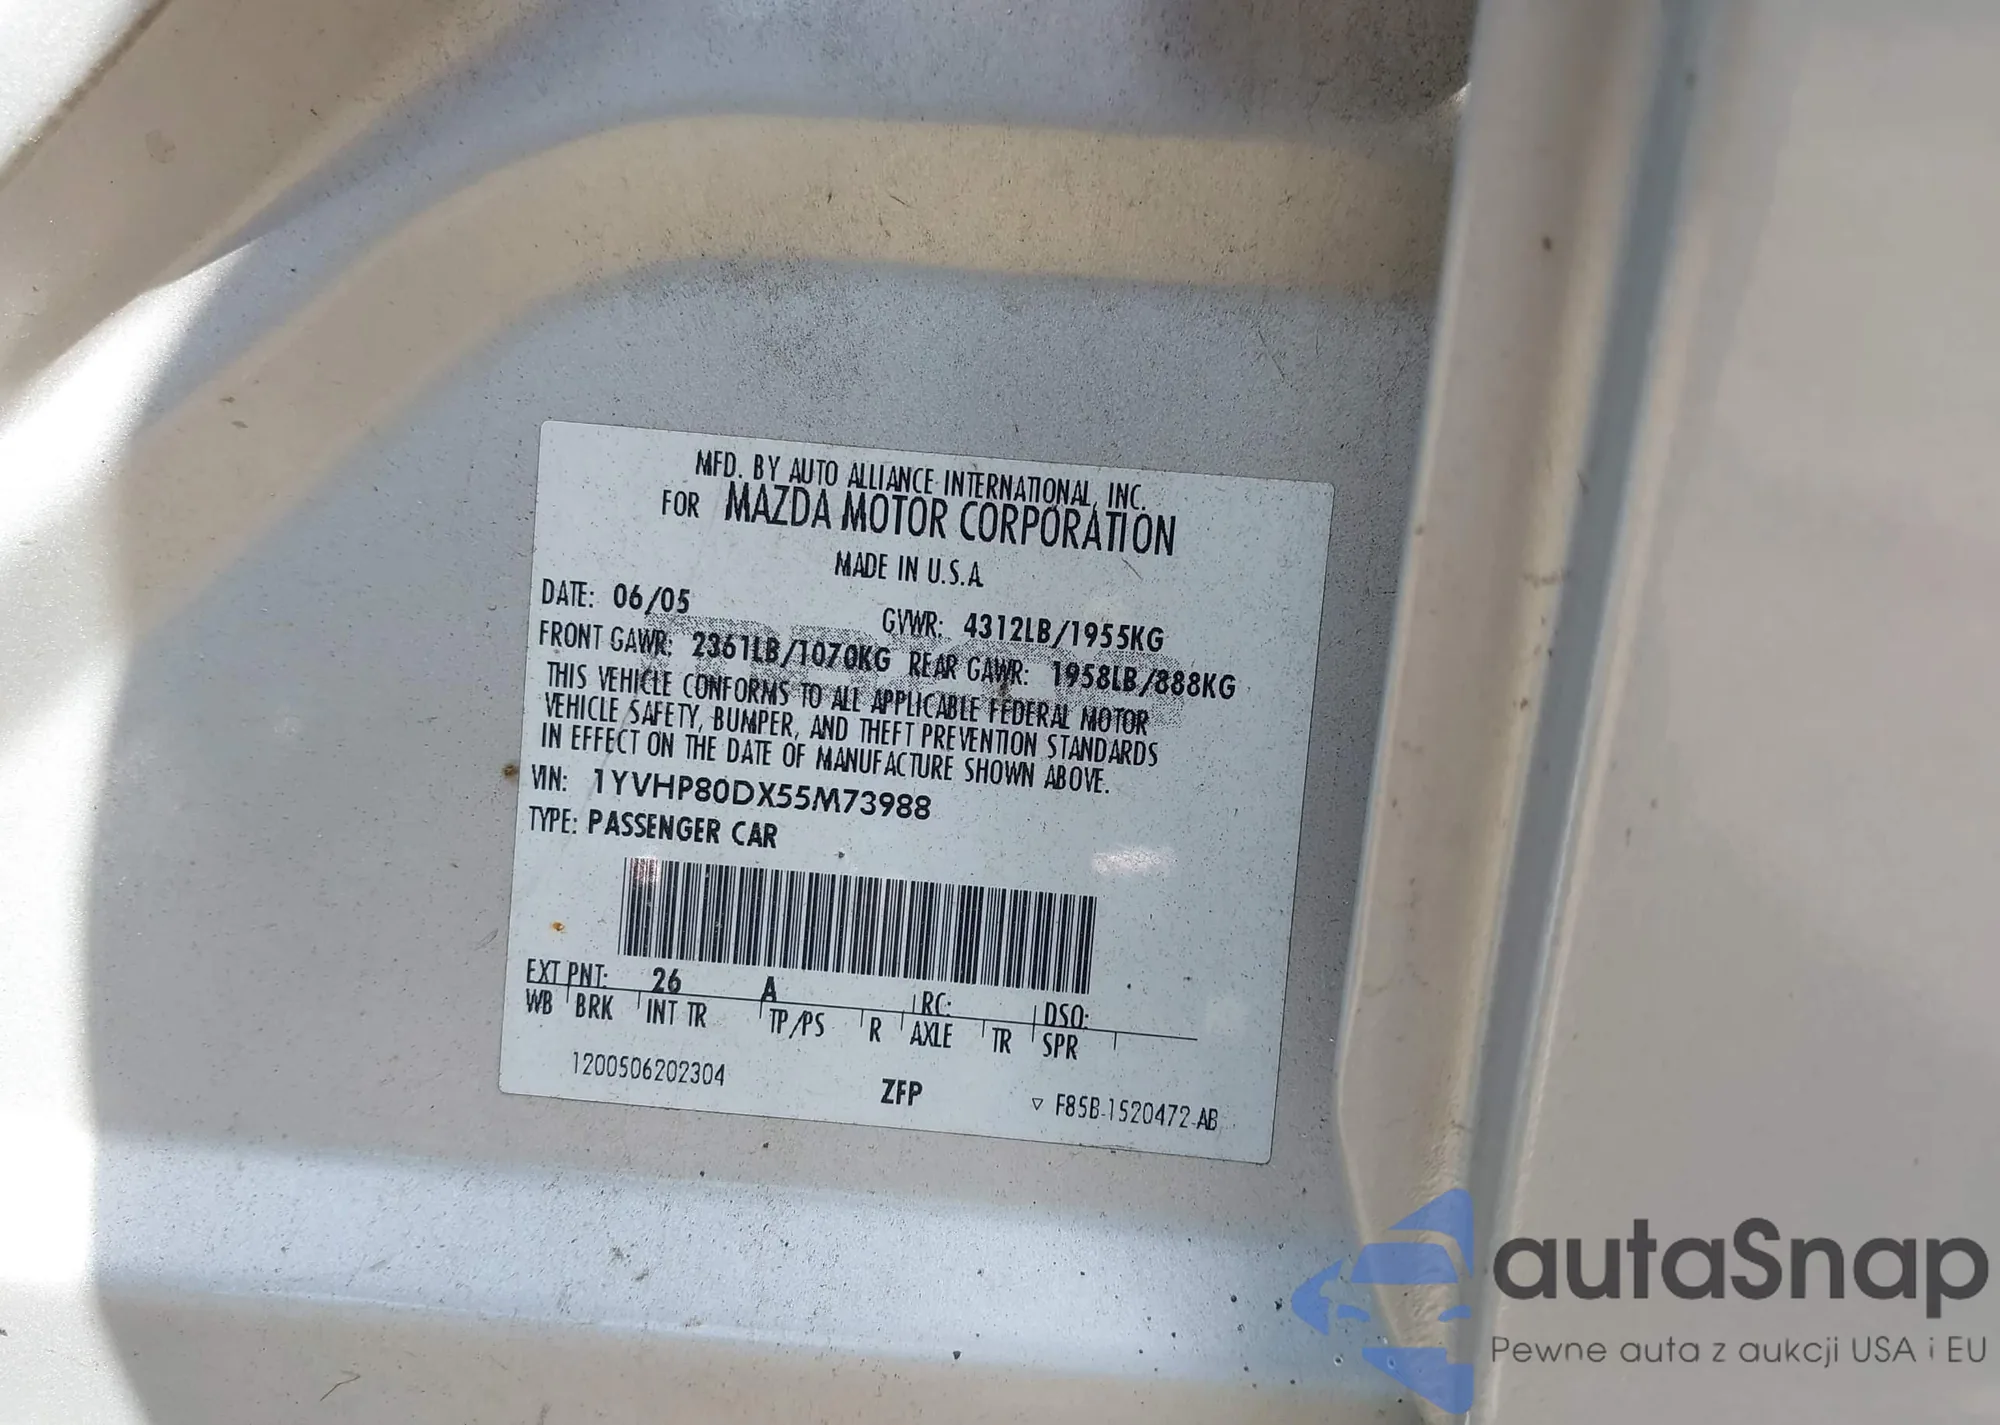 MFD. BY AUTO ALLIANCE INTERNATIONAL, INC.
FOR MAZDA MOTOR CORPORATION
MADE IN U.S.A
DATE: 06/05 GVWR: 4312LB/1955KG
FRONT GAWR: 2361LB/1070KG REAR GAWR: 1958LB/888KG
THIS VEHICLE CONFORMS TO ALL APPLICABLE FEDERAL MOTOR
VEHICLE SAFETY, BUMPER, AND THEFT PREVENTION STANDARDS
IN EFFECT ON THE DATE OF MANUFACTURE SHOWN ABOVE.
VIN: 1YVHP80DX55M73988
TYPE: PASSENGER CAR
EXT PNT: 26 A RC: DSO:
WB BRK INT TR TP/PS R AXLE TR SPR
1200506202304 ZFP ▽ F85B-1520472-AB
autaSnap
Pewne auta z aukcji USA i EU